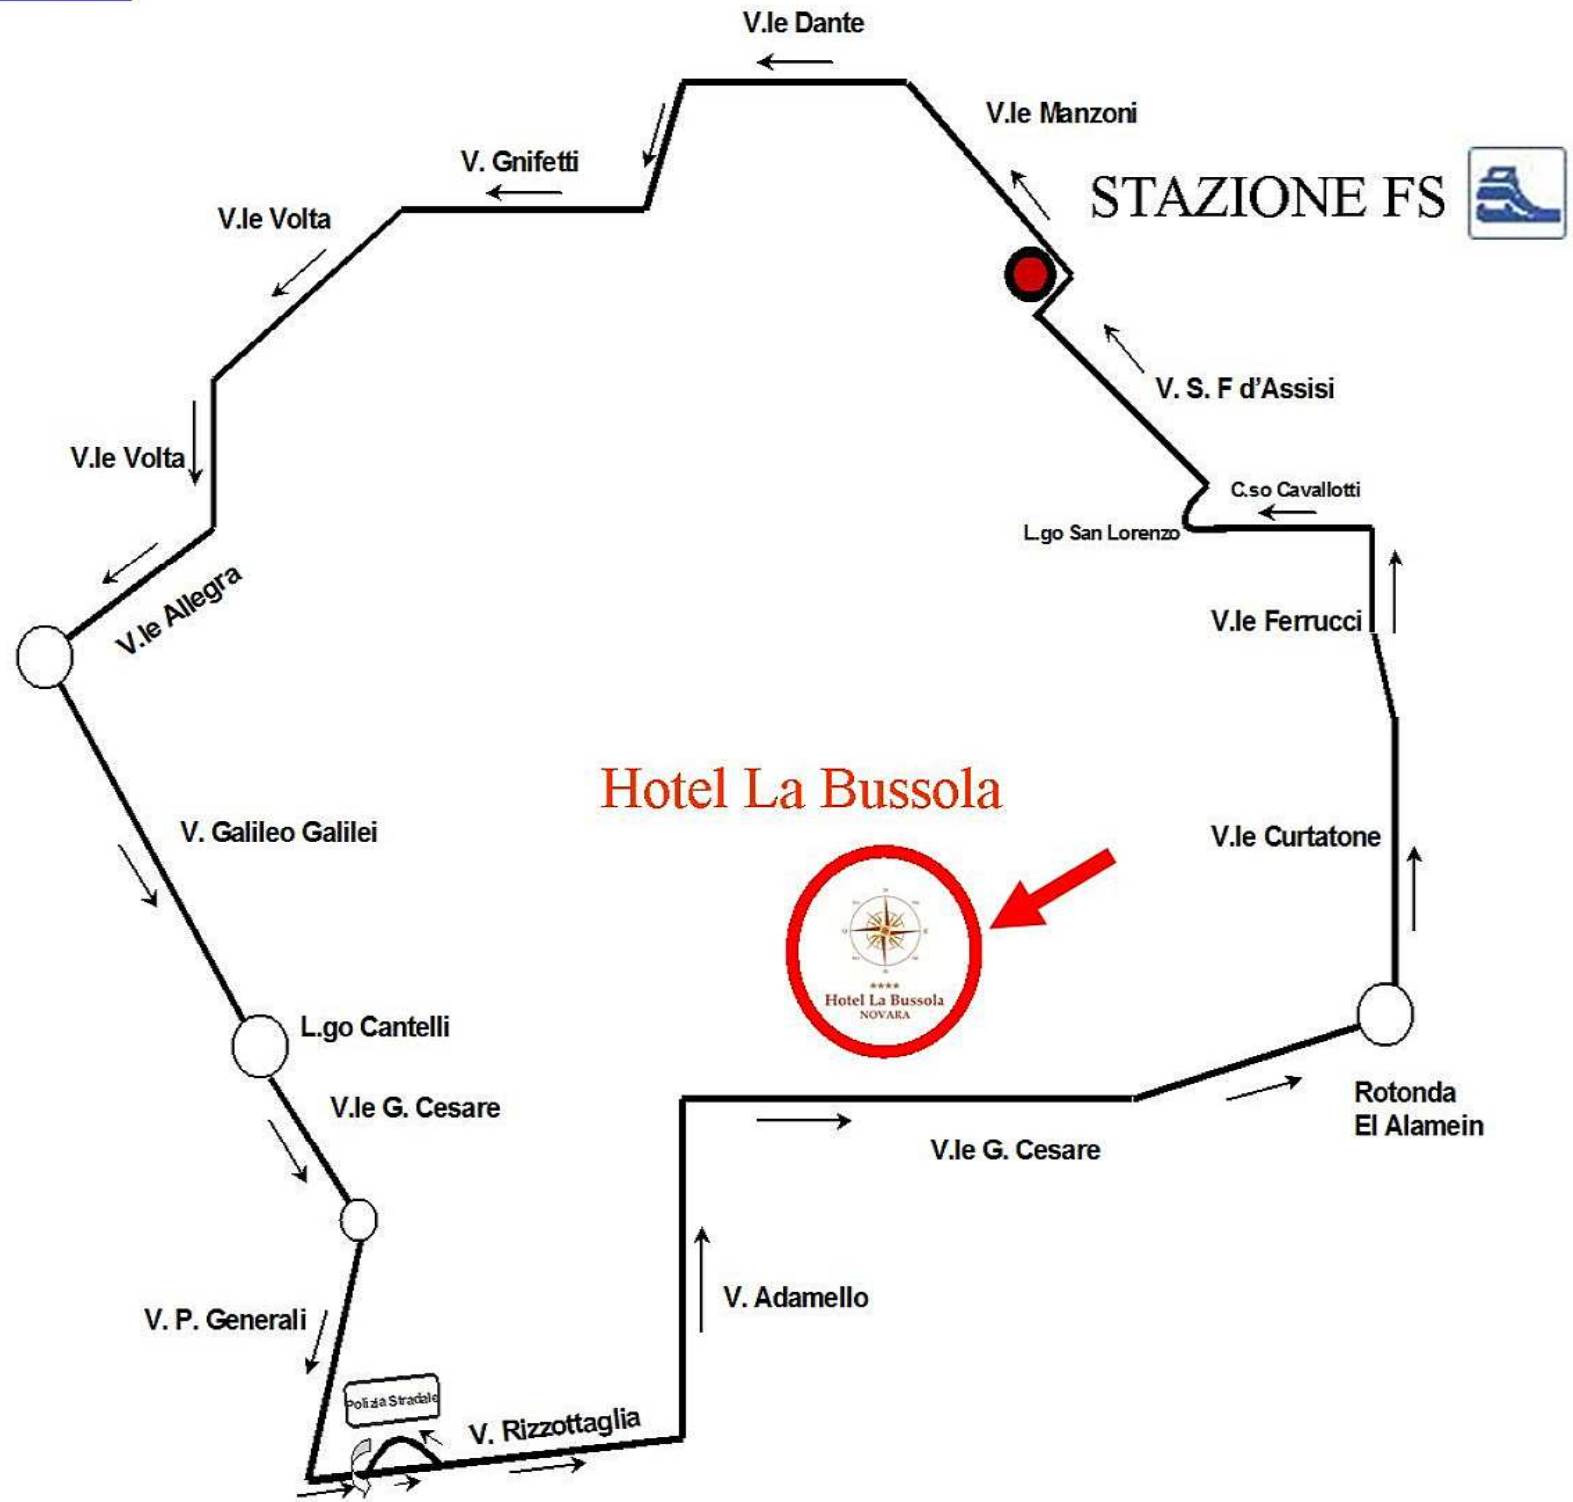 V.le Dante
V.le Manzoni
V. Gnifetti
STAZIONE FS
V.le Volta
V. S. F d’Assisi
V.le Volta
C.so Cavallotti
L.go San Lorenzo
V.le Allegra
V.le Ferrucci
Hotel La Bussola
V. Galileo Galilei
V.le Curtatone
****
Hotel La Bussola
NOVARA
L.go Cantelli
V.le G. Cesare
Rotonda
El Alamein
V.le G. Cesare
V. Adamello
V. P. Generali
Polizia Stradale
V. Rizzottaglia